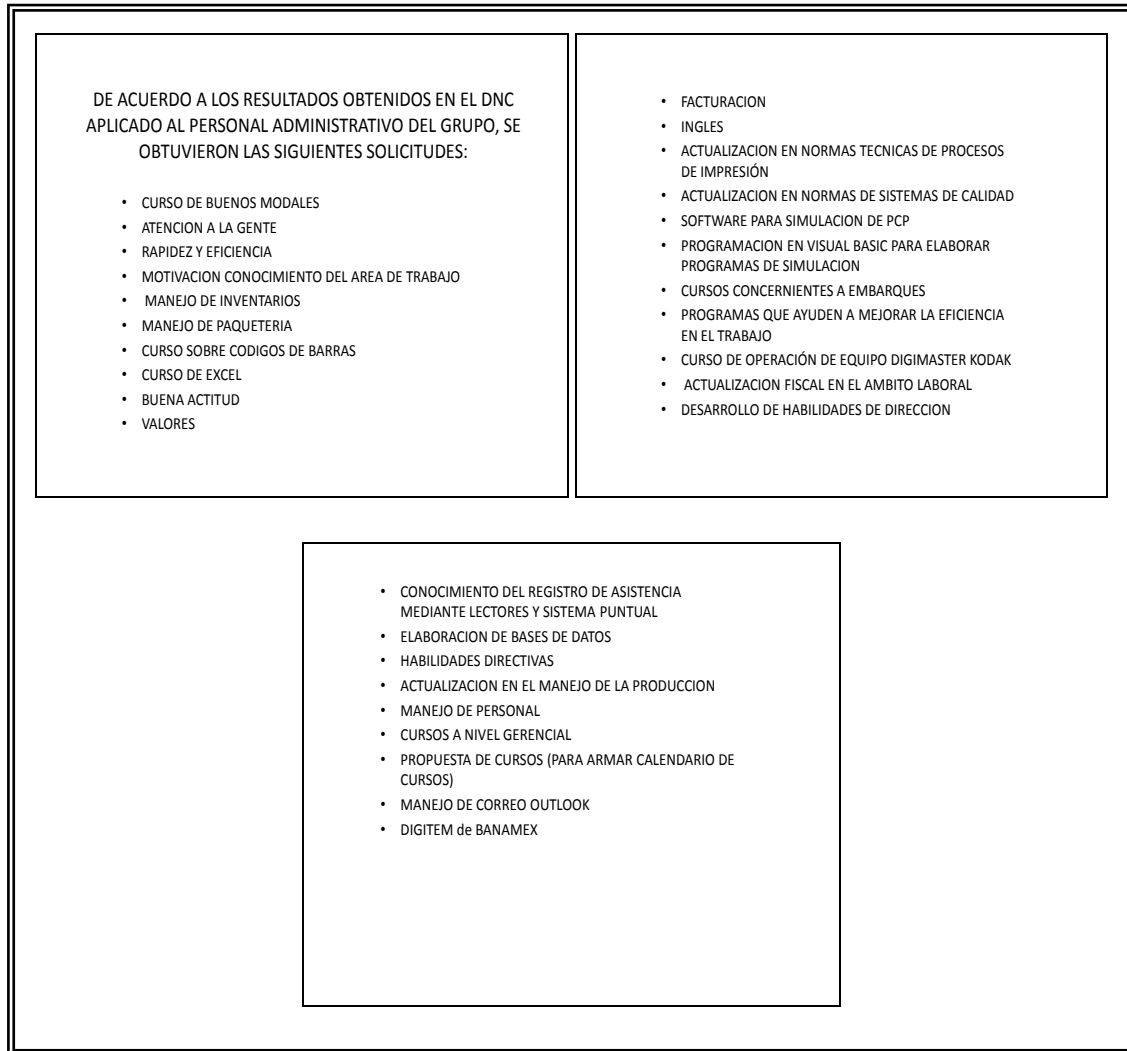 DE ACUERDO A LOS RESULTADOS OBTENIDOS EN EL DNC
APLICADO AL PERSONAL ADMINISTRATIVO DEL GRUPO, SE
OBTUVIERON LAS SIGUIENTES SOLICITUDES:
• CURSO DE BUENOS MODALES
• ATENCION A LA GENTE
• RAPIDEZ Y EFICIENCIA
• MOTIVACION CONOCIMIENTO DEL AREA DE TRABAJO
• MANEJO DE INVENTARIOS
• MANEJO DE PAQUETERIA
• CURSO SOBRE CODIGOS DE BARRAS
• CURSO DE EXCEL
• BUENA ACTITUD
• VALORES
• FACTURACION
• INGLES
• ACTUALIZACION EN NORMAS TECNICAS DE PROCESOS
DE IMPRESIÓN
• ACTUALIZACION EN NORMAS DE SISTEMAS DE CALIDAD
• SOFTWARE PARA SIMULACION DE PCP
• PROGRAMACION EN VISUAL BASIC PARA ELABORAR
PROGRAMAS DE SIMULACION
• CURSOS CONCERNIENTES A EMBARQUES
• PROGRAMAS QUE AYUDEN A MEJORAR LA EFICIENCIA
EN EL TRABAJO
• CURSO DE OPERACIÓN DE EQUIPO DIGIMASTER KODAK
• ACTUALIZACION FISCAL EN EL AMBITO LABORAL
• DESARROLLO DE HABILIDADES DE DIRECCION
• CONOCIMIENTO DEL REGISTRO DE ASISTENCIA
MEDIANTE LECTORES Y SISTEMA PUNTUAL
• ELABORACION DE BASES DE DATOS
• HABILIDADES DIRECTIVAS
• ACTUALIZACION EN EL MANEJO DE LA PRODUCCION
• MANEJO DE PERSONAL
• CURSOS A NIVEL GERENCIAL
• PROPUESTA DE CURSOS (PARA ARMAR CALENDARIO DE
CURSOS)
• MANEJO DE CORREO OUTLOOK
• DIGITEM de BANAMEX